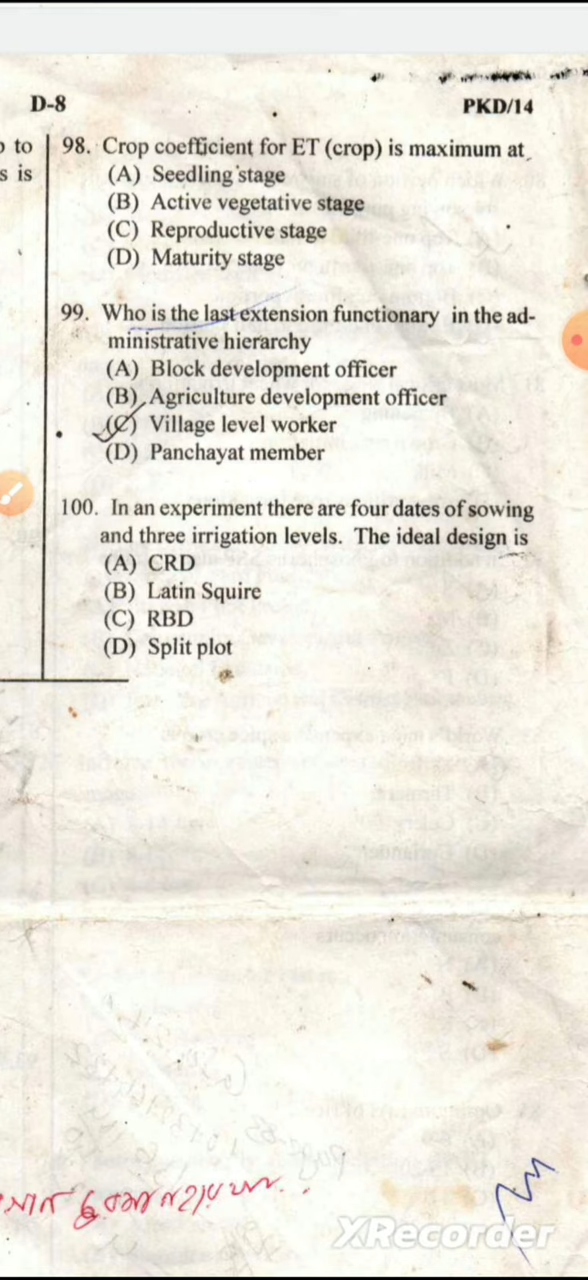 D-8
PKD/14
to
s is
98. Crop coefficient for ET (crop) is maximum at
(A) Seedling stage
(B) Active vegetative stage
(C) Reproductive stage
(D) Maturity stage
99. Who is the last extension functionary in the ad-
ministrative hierarchy
(A) Block development officer
(B) Agriculture development officer
(C) Village level worker
(D) Panchayat member
100. In an experiment there are four dates of sowing
and three irrigation levels. The ideal design is
(A) CRD
(B) Latin Squire
(C) RBD
(D) Split plot
XRecorder